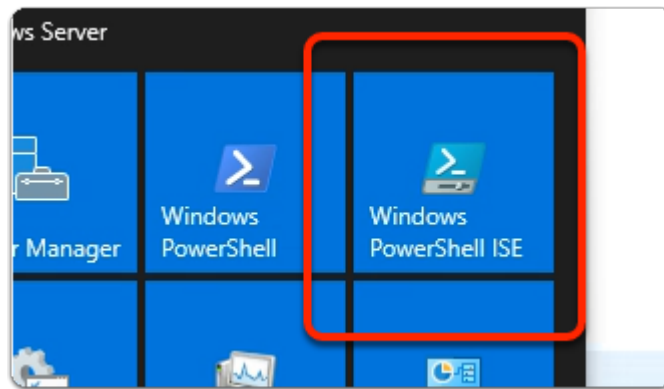 ws Server
r Manager
Windows
PowerShell
Windows
PowerShell ISE